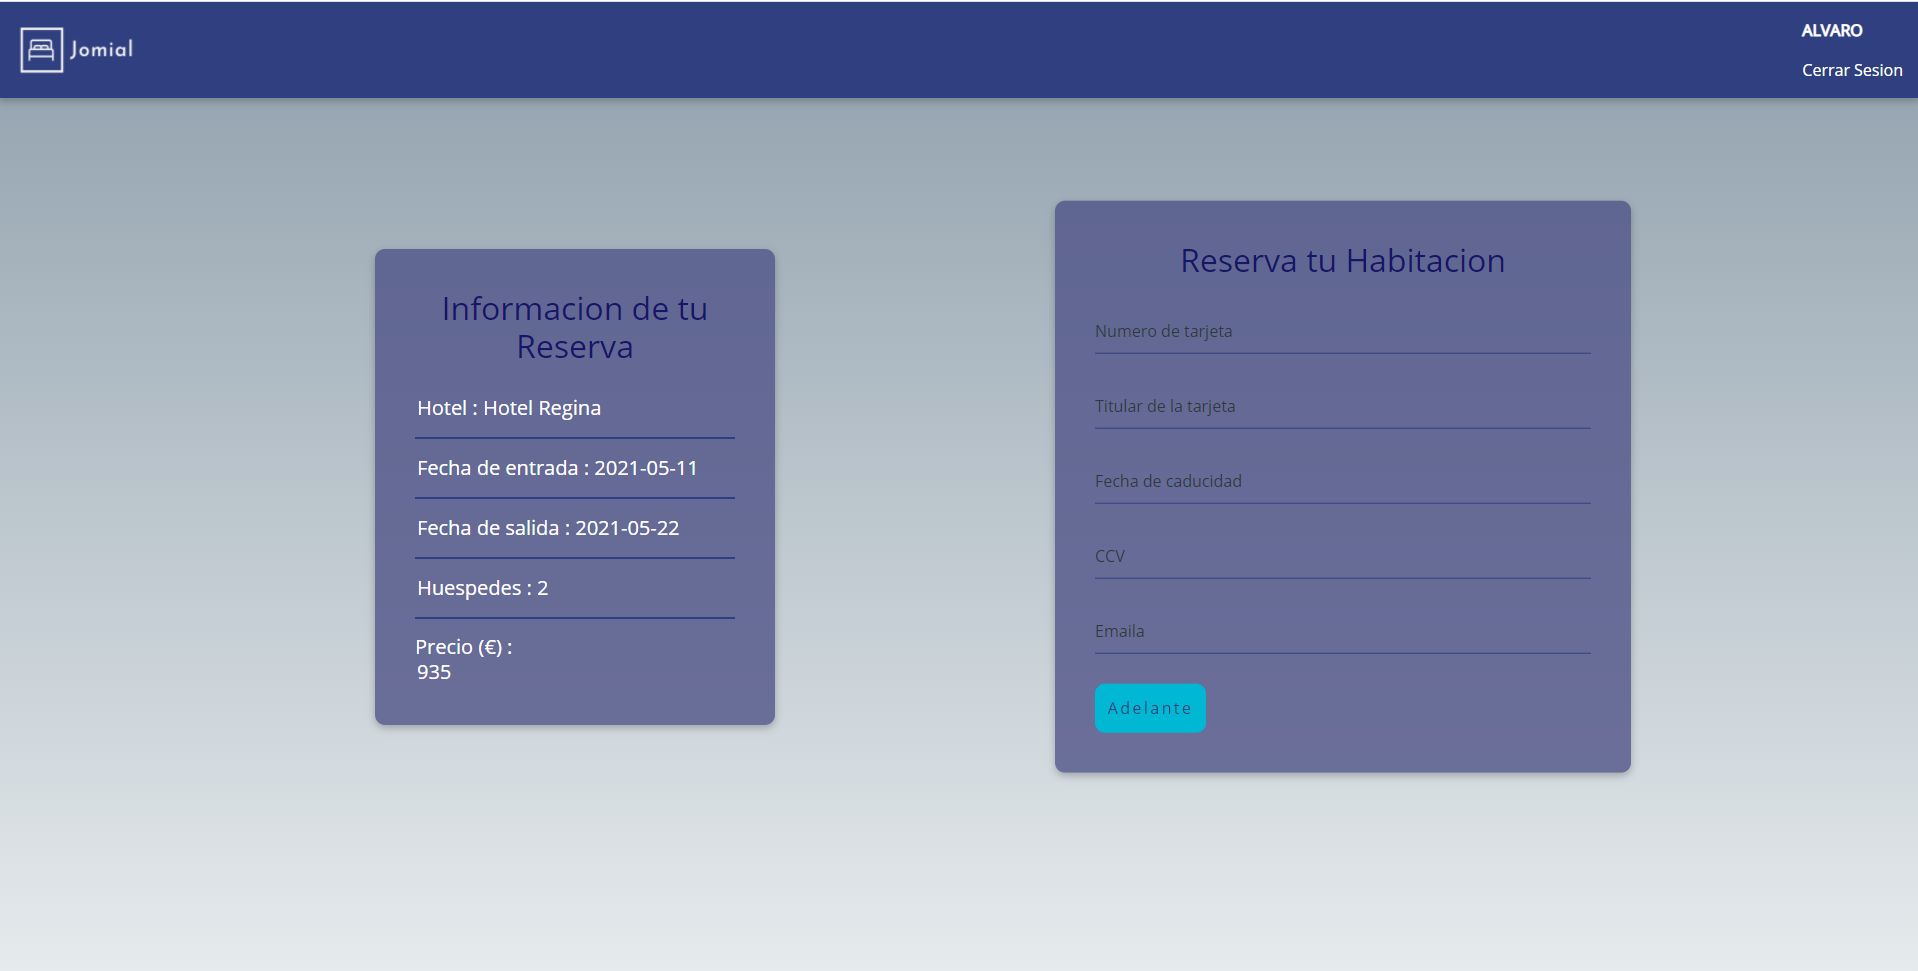 Jomial
ALVARO
Cerrar Sesion
Informacion de tu
Reserva
Hotel : Hotel Regina
Fecha de entrada : 2021-05-11
Fecha de salida : 2021-05-22
Huespedes : 2
Precio (€) :
935
Reserva tu Habitacion
Numero de tarjeta
Titular de la tarjeta
Fecha de caducidad
CCV
Emaila
Adelante